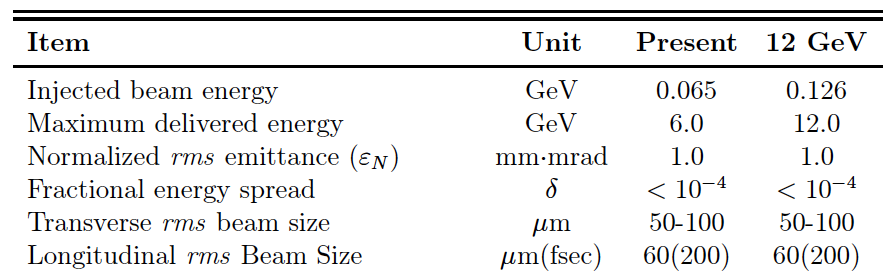 Item Unit Present 12 GeV
Injected beam energy GeV 0.065 0.126
Maximum delivered energy GeV 6.0 12.0
Normalized rms emittance (εN) mm·mrad 1.0 1.0
Fractional energy spread δ < 10−4 < 10−4
Transverse rms beam size μm 50-100 50-100
Longitudinal rms Beam Size μm(fsec) 60(200) 60(200)